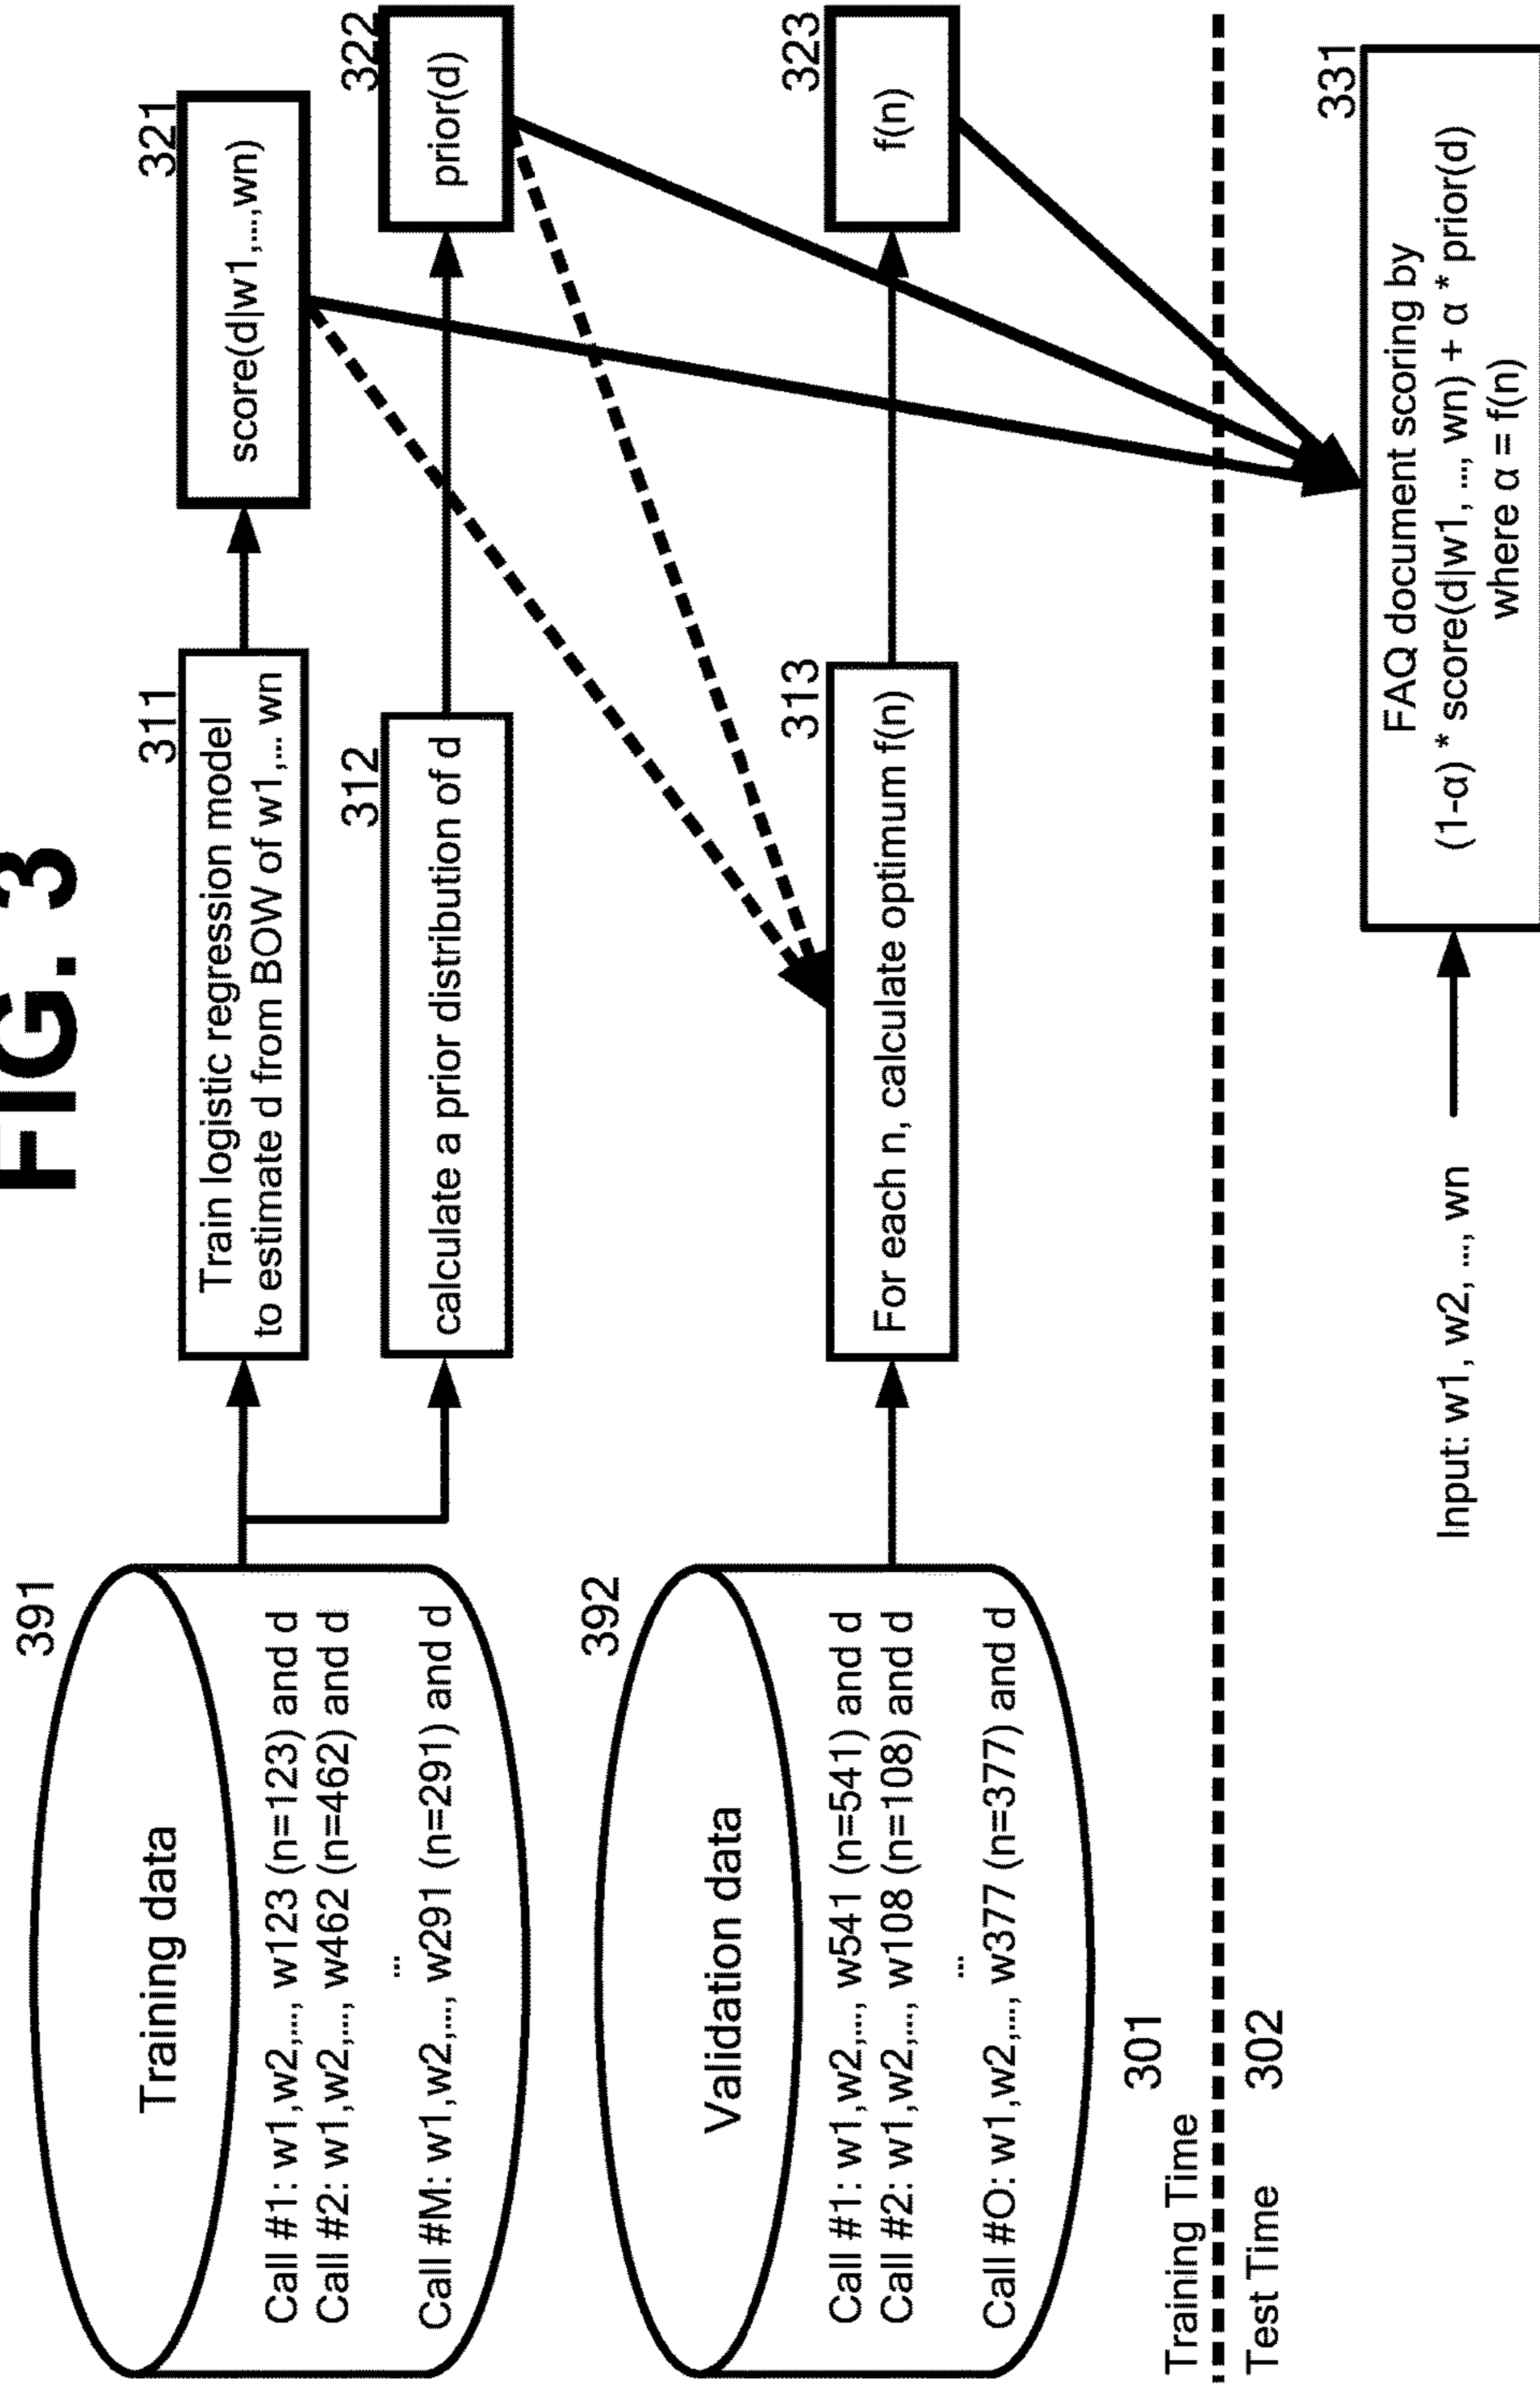 FIG. 3
391
Training data
Call #1: w1,w2,..., w123 (n=123) and d
Call #2: w1,w2,..., w462 (n=462) and d
...
Call #M: w1,w2,..., w291 (n=291) and d
311
Train logistic regression model
to estimate d from BOW of w1,... wn
321
score(d|w1,...,wn)
312
calculate a prior distribution of d
322
prior(d)
392
Validation data
Call #1: w1,w2,..., w541 (n=541) and d
Call #2: w1,w2,..., w108 (n=108) and d
...
Call #O: w1,w2,..., w377 (n=377) and d
313
For each n, calculate optimum f(n)
323
f(n)
Training Time
301
Test Time
302
Input: w1, w2, ..., wn
331
FAQ document scoring by
(1-α) * score(d|w1, ..., wn) + α * prior(d)
where α = f(n)